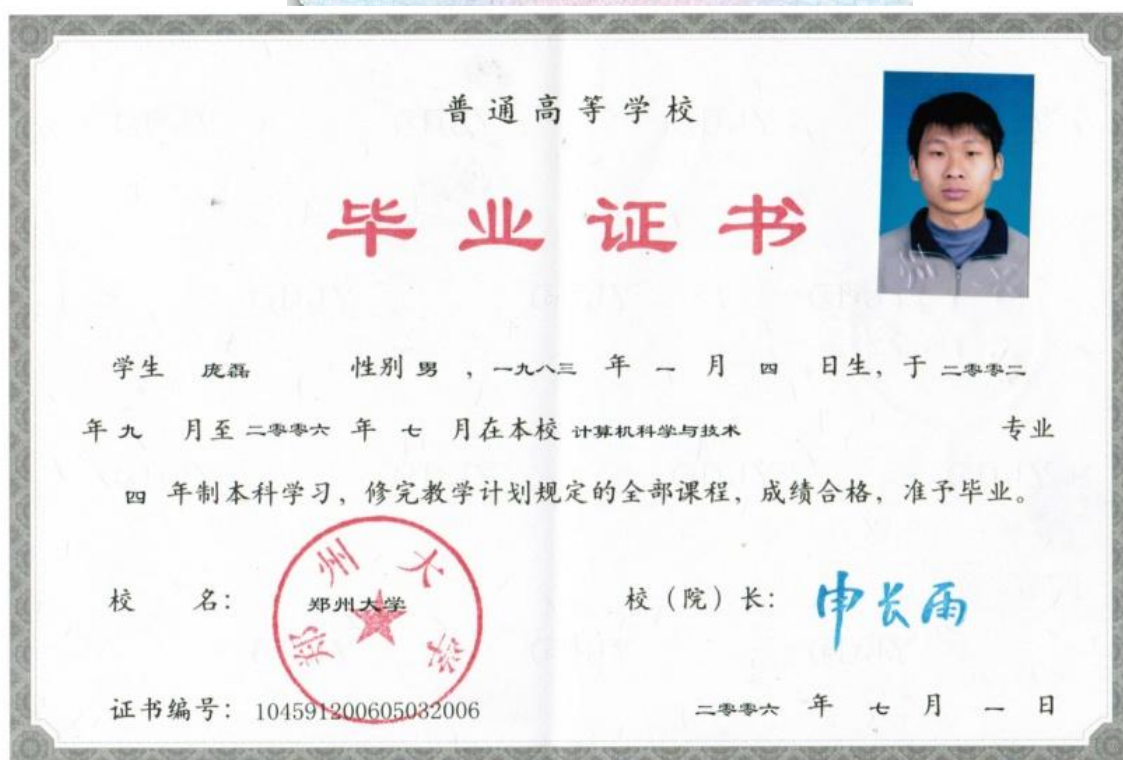 普通高等学校
毕业证书
学生 庞磊 性别 男 ，一九八三 年 一 月 四 日生，于 二零零二
年 九 月至 二零零六 年 七 月在本校 计算机科学与技术 专业
四 年制本科学习，修完教学计划规定的全部课程，成绩合格，准予毕业。
校 名： 郑州大学 校（院）长： 申长雨
郑州大学
证书编号：104591200605032006 二零零六 年 七 月 一 日